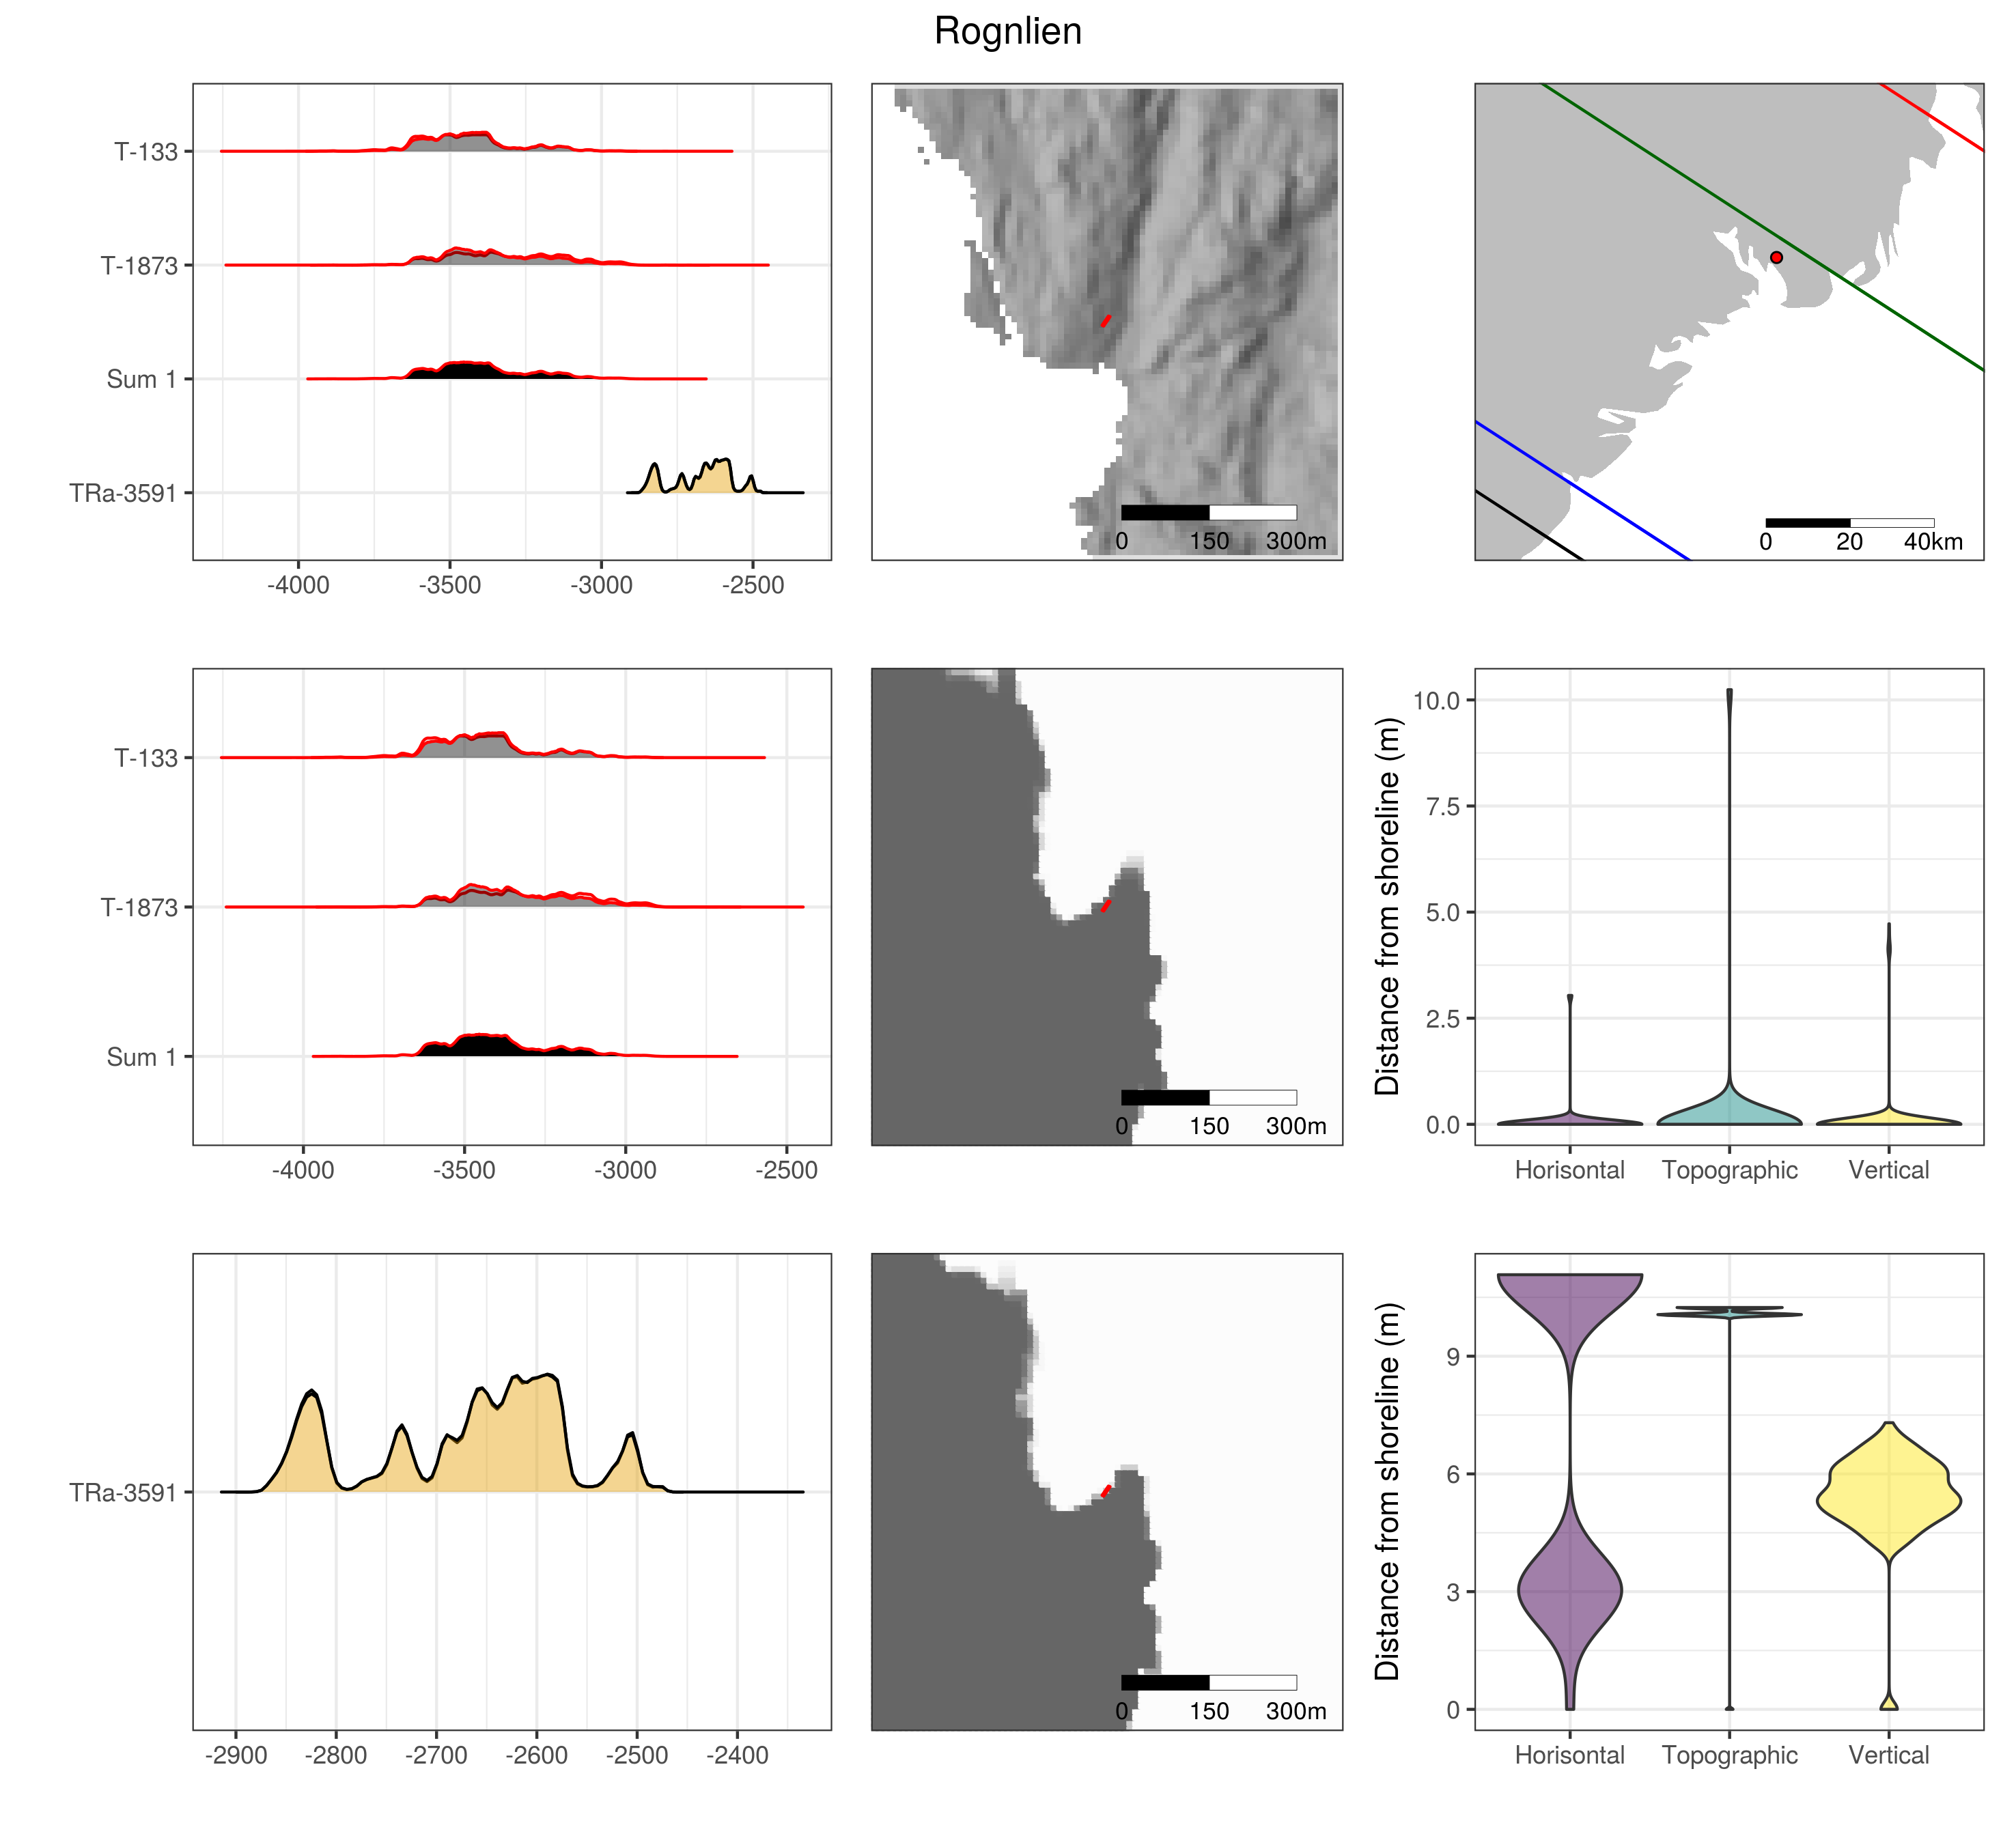 Rognlien
T-133
T-1873
Sum 1
TRa-3591
-4000 -3500 -3000 -2500
0 150 300m
0 20 40km
T-133
T-1873
Sum 1
-4000 -3500 -3000 -2500
0 150 300m
Distance from shoreline (m)
10.0
7.5
5.0
2.5
0.0
Horisontal Topographic Vertical
TRa-3591
-2900 -2800 -2700 -2600 -2500 -2400
0 150 300m
Distance from shoreline (m)
9
6
3
0
Horisontal Topographic Vertical